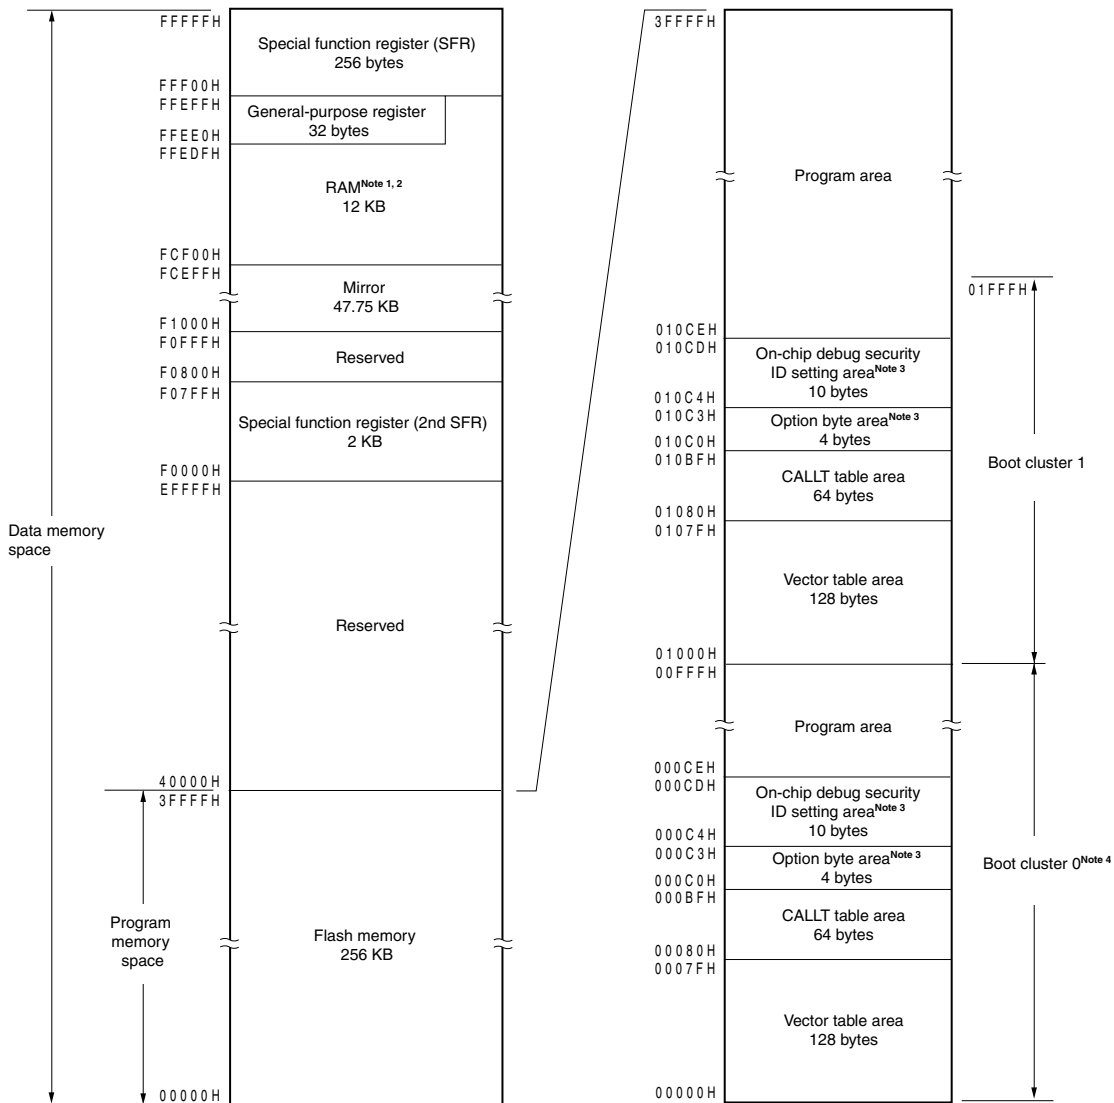 FFFFFH
Special function register (SFR)
256 bytes
FFF00H
FFEFFH
General-purpose register
32 bytes
FFEE0H
FFEDFH
RAMNote 1, 2
12 KB
FCF00H
FCEFFH
Mirror
47.75 KB
F1000H
F0FFFH
Reserved
F0800H
F07FFH
Special function register (2nd SFR)
2 KB
F0000H
EFFFFH
Data memory
space
Reserved
40000H
3FFFFH
Program
memory
space
Flash memory
256 KB
00000H
3FFFFH
Program area
01FFFH
010CEH
010CDH
On-chip debug security
ID setting areaNote 3
10 bytes
010C4H
010C3H
Option byte areaNote 3
4 bytes
010C0H
010BFH
Boot cluster 1
CALLT table area
64 bytes
01080H
0107FH
Vector table area
128 bytes
01000H
00FFFH
Program area
000CEH
000CDH
On-chip debug security
ID setting areaNote 3
10 bytes
000C4H
000C3H
Option byte areaNote 3
4 bytes
Boot cluster 0Note 4
000C0H
000BFH
CALLT table area
64 bytes
00080H
0007FH
Vector table area
128 bytes
00000H